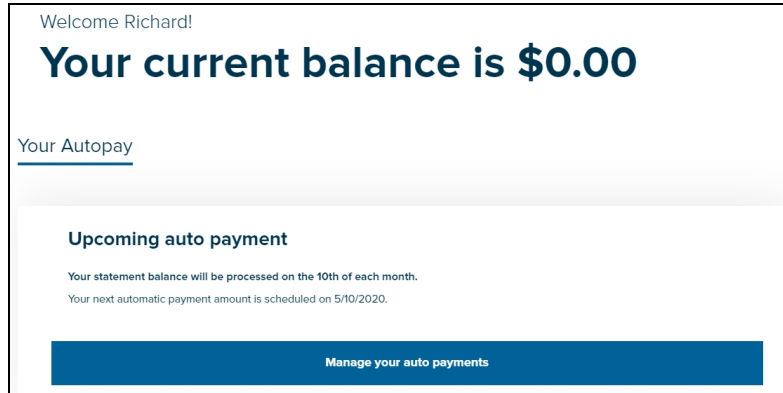 Welcome Richard!
Your current balance is $0.00
Your Autopay
Upcoming auto payment
Your statement balance will be processed on the 10th of each month.
Your next automatic payment amount is scheduled on 5/10/2020.
Manage your auto payments